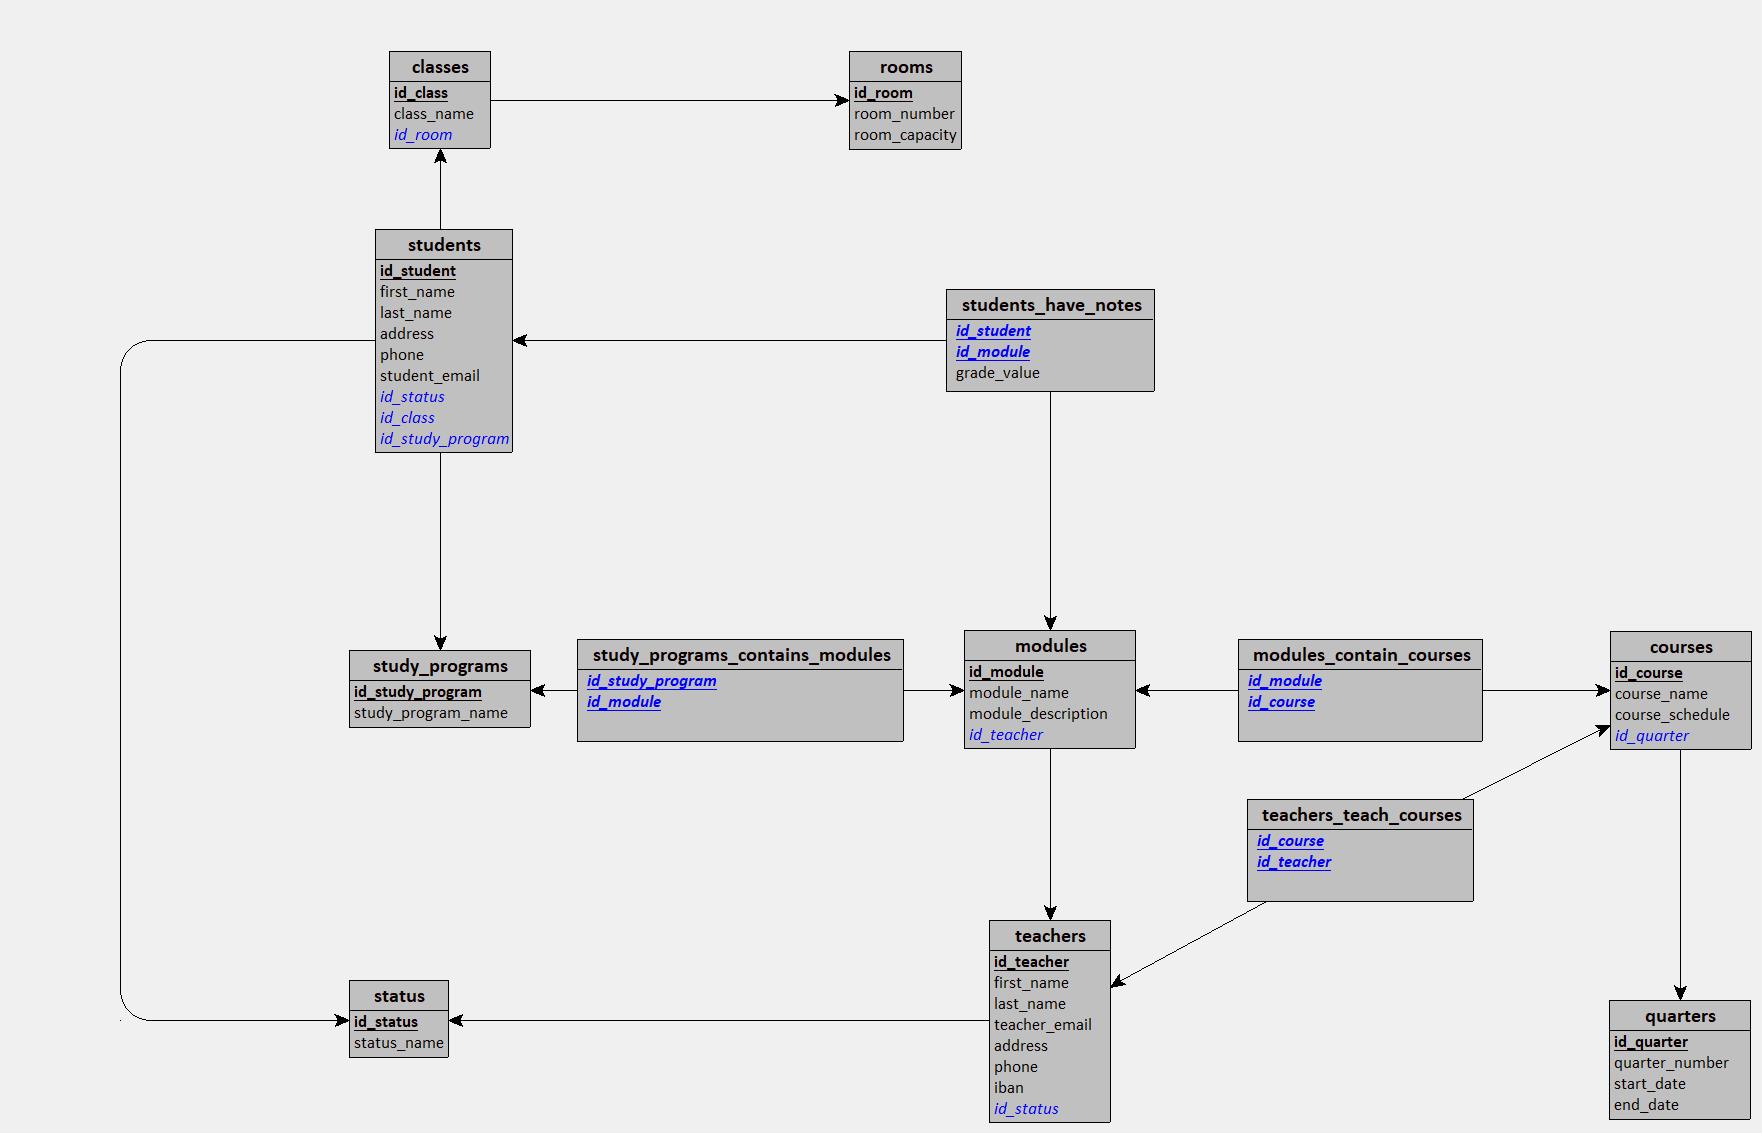 classes
id_class
class_name
id_room
rooms
id_room
room_number
room_capacity
students
id_student
first_name
last_name
address
phone
student_email
id_status
id_class
id_study_program
students_have_notes
id_student
id_module
grade_value
study_programs
id_study_program
study_program_name
study_programs_contains_modules
id_study_program
id_module
modules
id_module
module_name
module_description
id_teacher
modules_contain_courses
id_module
id_course
courses
id_course
course_name
course_schedule
id_quarter
teachers_teach_courses
id_course
id_teacher
teachers
id_teacher
first_name
last_name
teacher_email
address
phone
iban
id_status
status
id_status
status_name
quarters
id_quarter
quarter_number
start_date
end_date